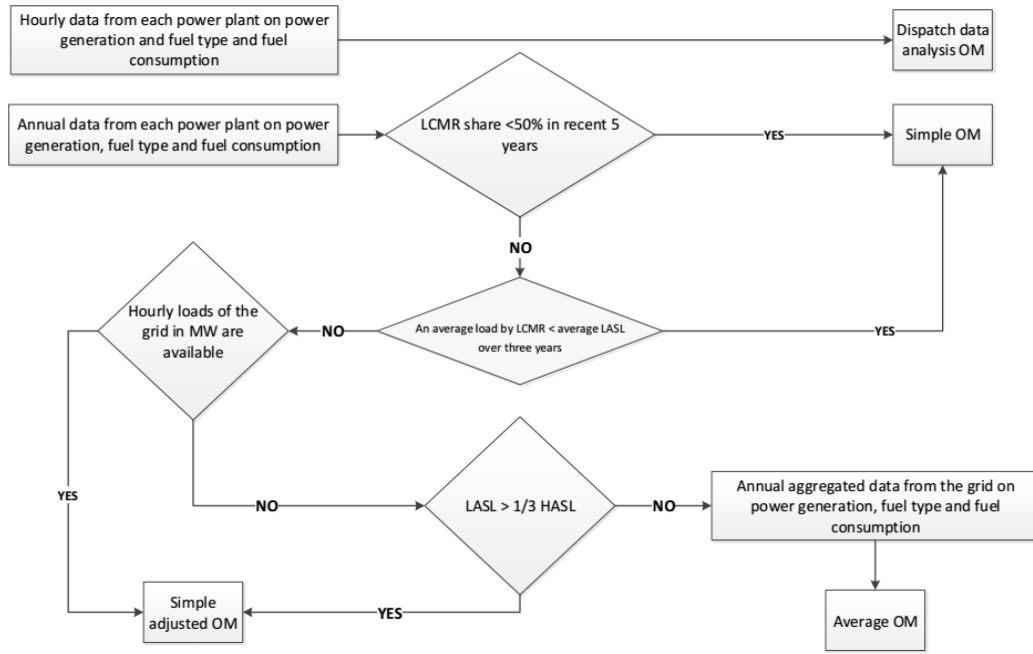 Hourly data from each power plant on power
generation and fuel type and fuel
consumption
Dispatch data
analysis OM
Annual data from each power plant on power
generation, fuel type and fuel consumption
LCMR share <50% in recent 5
years
YES
Simple OM
NO
Hourly loads of the
grid in MW are
available
NO
An average load by LCMR < average LASL
over three years
YES
YES
NO
LASL > 1/3 HASL
NO
Annual aggregated data from the grid on
power generation, fuel type and fuel
consumption
Simple
adjusted OM
YES
Average OM